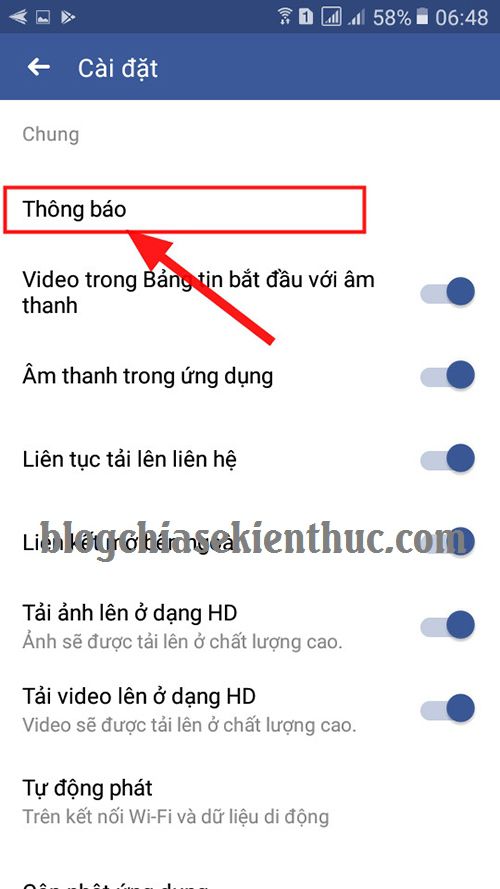 58% 06:48
Cài đặt
Chung
Thông báo
Video trong Bảng tin bắt đầu với âm
thanh
Âm thanh trong ứng dụng
Liên tục tải lên liên hệ
blogchiasekienthuc.com
Liên kết mở bên ngoài
Tải ảnh lên ở dạng HD
Ảnh sẽ được tải lên ở chất lượng cao.
Tải video lên ở dạng HD
Video sẽ được tải lên ở chất lượng cao.
Tự động phát
Trên kết nối Wi-Fi và dữ liệu di động